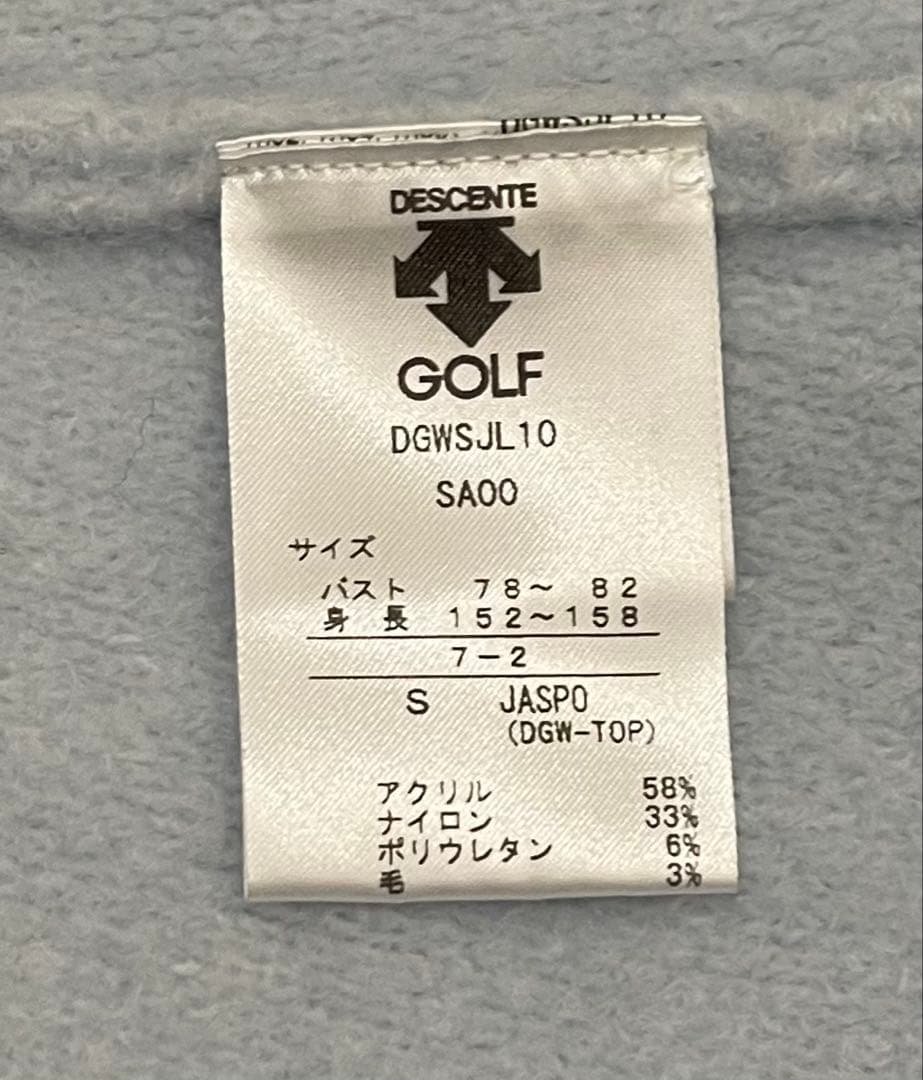 DGWSJL10
DESCENTE
GOLF
DGWSJL10
SA00
サイズ
バスト 78～ 82
身 長 152～158
7-2
S JASPO
(DGW-TOP)
アクリル 58%
ナイロン 33%
ポリウレタン 6%
毛 3%